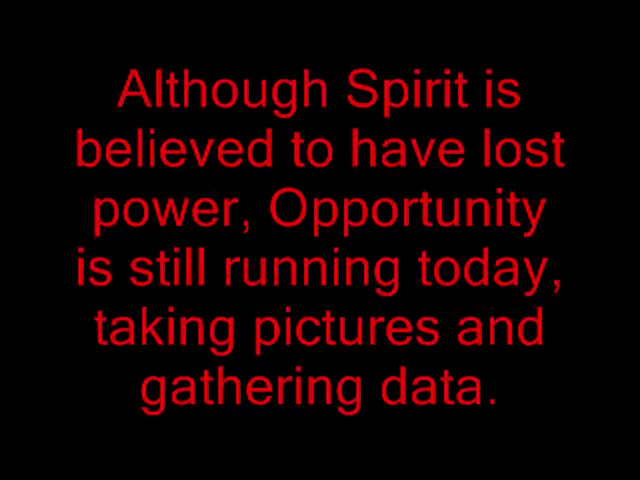 Although Spirit is
believed to have lost
power, Opportunity
is still running today,
taking pictures and
gathering data.